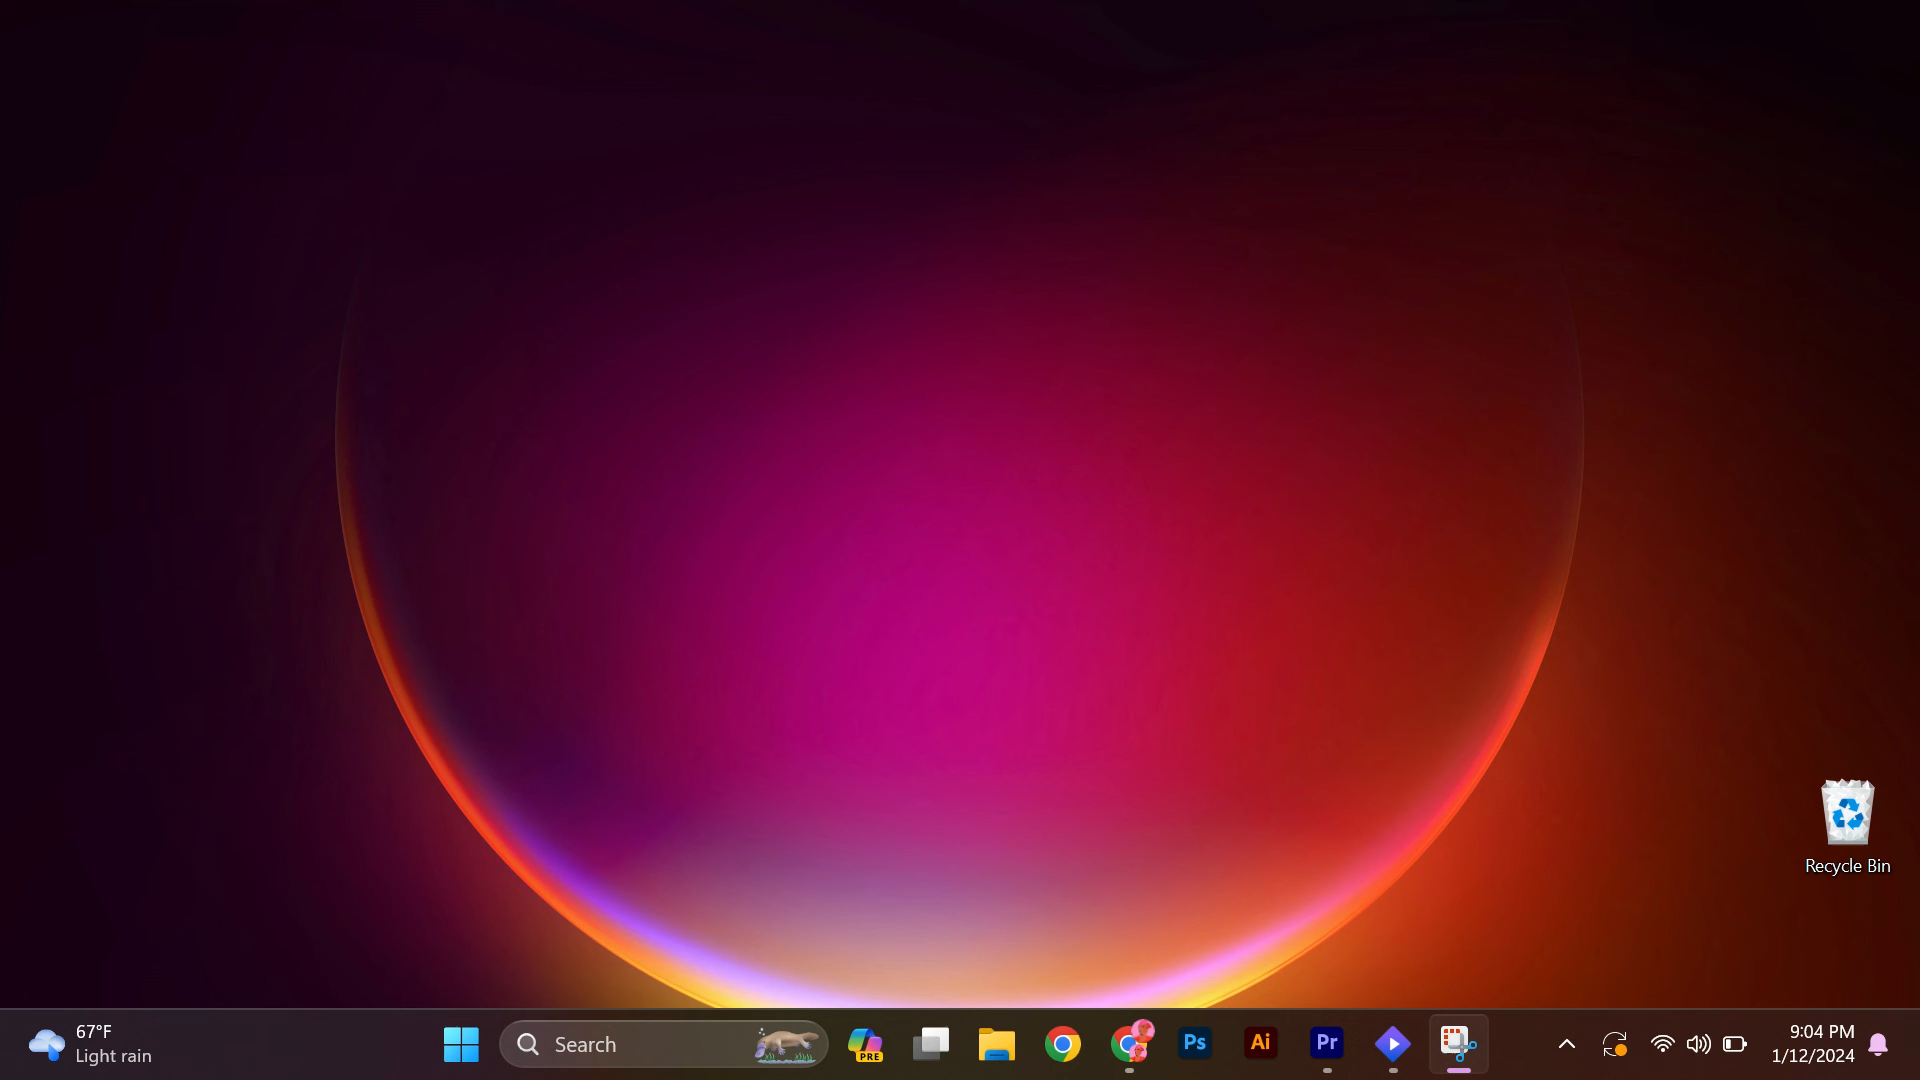 Recycle Bin
67°F
Light rain
Search
PRE
Ps
Ai
Pr
9:04 PM
1/12/2024